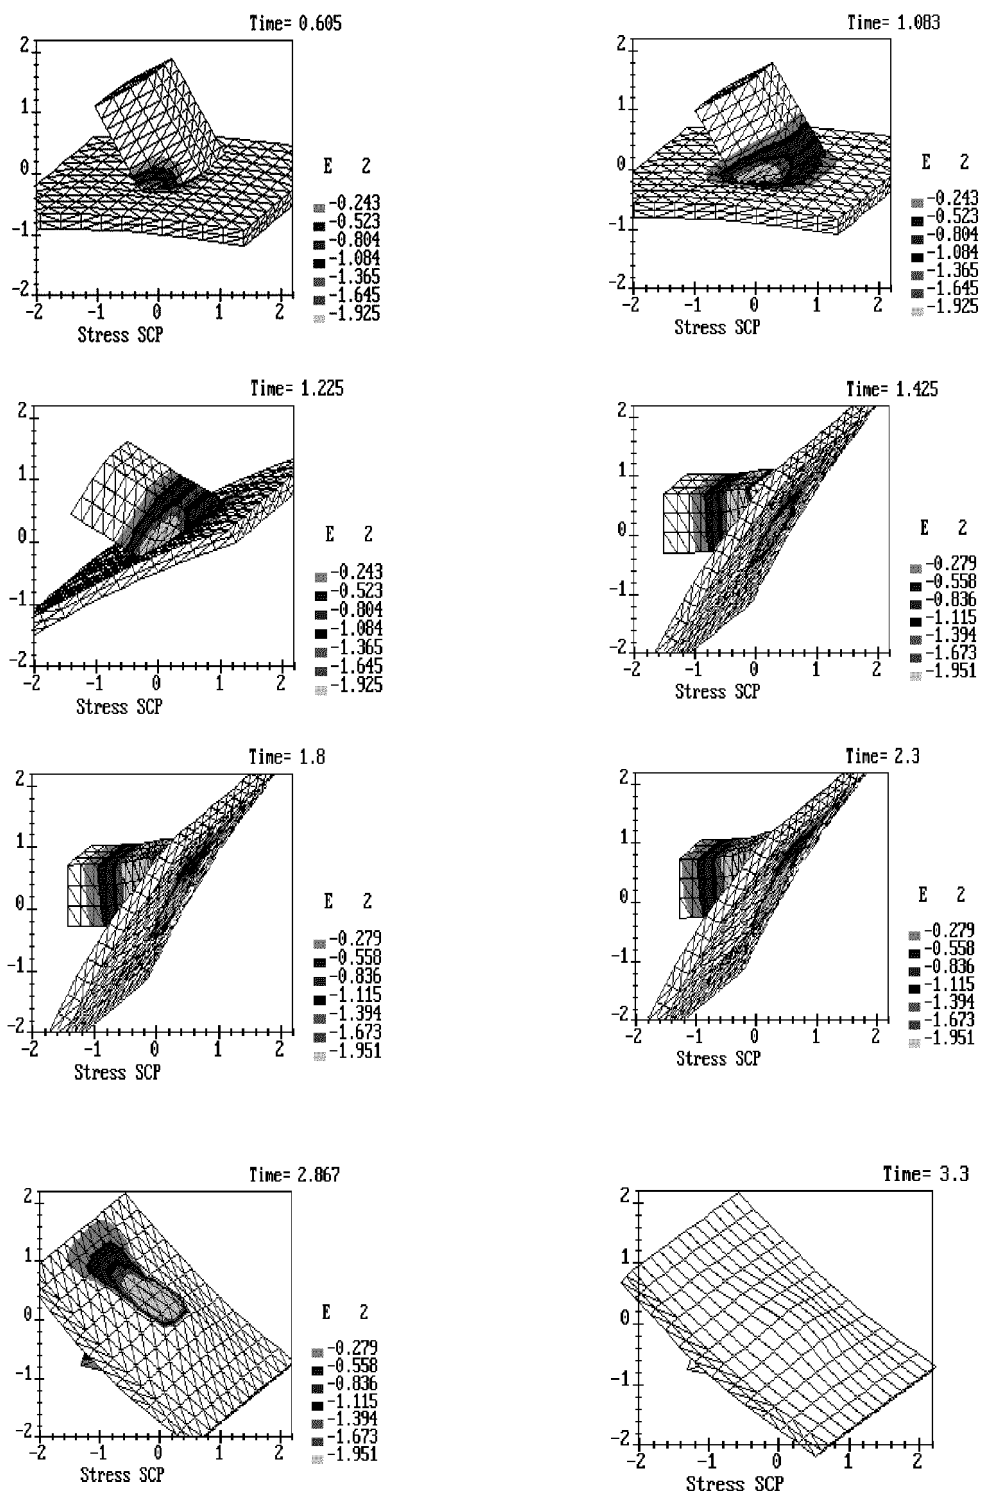 Time= 0.605
2
1
0
-1
-2
-2 -1 0 1 2
Stress SCP
E 2
-0.243
-0.523
-0.804
-1.084
-1.365
-1.645
-1.925
Time= 1.083
2
1
0
-1
-2
-2 -1 0 1 2
Stress SCP
E 2
-0.243
-0.523
-0.804
-1.084
-1.365
-1.645
-1.925
Time= 1.225
2
1
0
-1
-2
-2 -1 0 1 2
Stress SCP
E 2
-0.243
-0.523
-0.804
-1.084
-1.365
-1.645
-1.925
Time= 1.425
2
1
0
-1
-2
-2 -1 0 1 2
Stress SCP
E 2
-0.279
-0.558
-0.836
-1.115
-1.394
-1.673
-1.951
Time= 1.8
2
1
0
-1
-2
-2 -1 0 1 2
Stress SCP
E 2
-0.279
-0.558
-0.836
-1.115
-1.394
-1.673
-1.951
Time= 2.3
2
1
0
-1
-2
-2 -1 0 1 2
Stress SCP
E 2
-0.279
-0.558
-0.836
-1.115
-1.394
-1.673
-1.951
Time= 2.867
2
1
0
-1
-2
-2 -1 0 1 2
Stress SCP
E 2
-0.279
-0.558
-0.836
-1.115
-1.394
-1.673
-1.951
Time= 3.3
2
1
0
-1
-2
-2 -1 0 1 2
Stress SCP